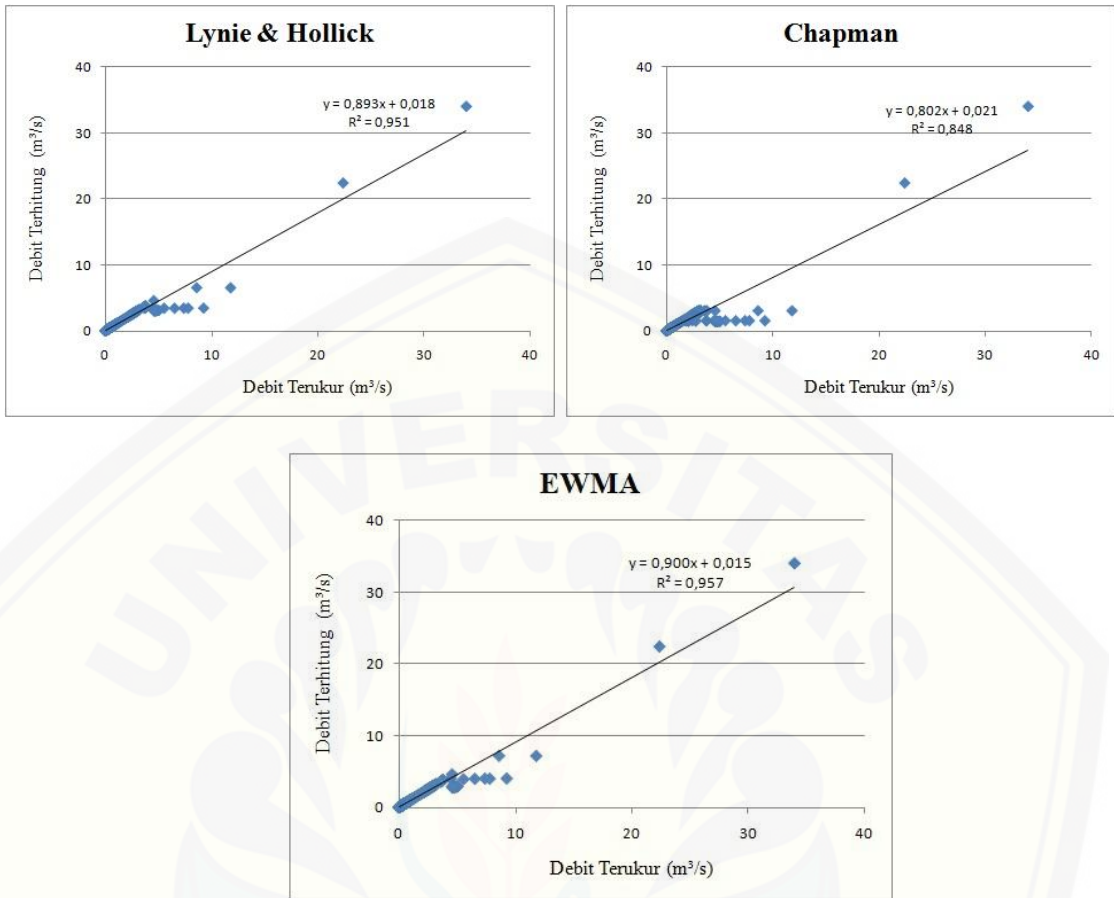 Lynie & Hollick
y = 0,893x + 0,018
R² = 0,951
Debit Terhitung (m³/s)
40
30
20
10
0
0 10 20 30 40
Debit Terukur (m³/s)
Chapman
y = 0,802x + 0,021
R² = 0,848
Debit Terhitung (m³/s)
40
30
20
10
0
0 10 20 30 40
Debit Terukur (m³/s)
EWMA
y = 0,900x + 0,015
R² = 0,957
Debit Terhitung (m³/s)
40
30
20
10
0
0 10 20 30 40
Debit Terukur (m³/s)
UNIVERSITAS